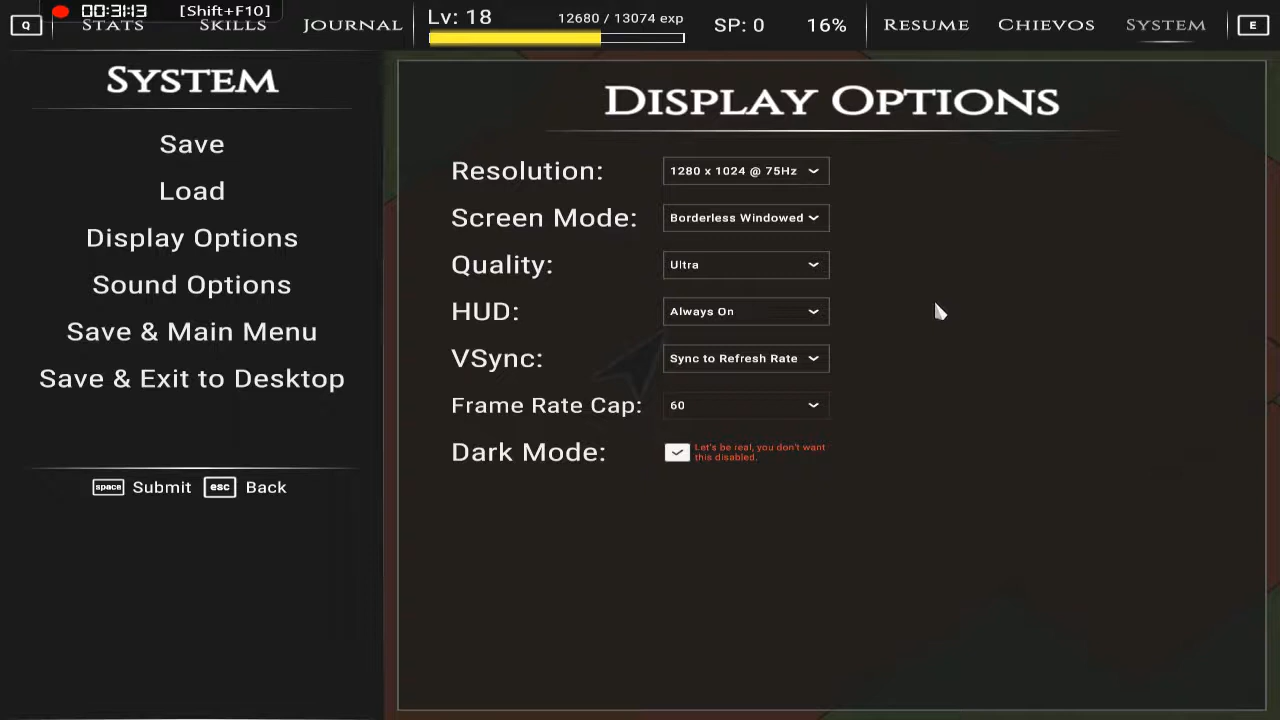 00:31:13 [Shift+F10]
Q STATS SKILLS JOURNAL Lv: 18 12680 / 13074 exp SP: 0 16% RESUME CHIEVOS SYSTEM E
SYSTEM
Save
Load
Display Options
Sound Options
Save & Main Menu
Save & Exit to Desktop
space Submit esc Back
DISPLAY OPTIONS
Resolution: 1280 x 1024 @ 75Hz
Screen Mode: Borderless Windowed
Quality: Ultra
HUD: Always On
VSync: Sync to Refresh Rate
Frame Rate Cap: 60
Dark Mode: Let's be real, you don't want
this disabled.